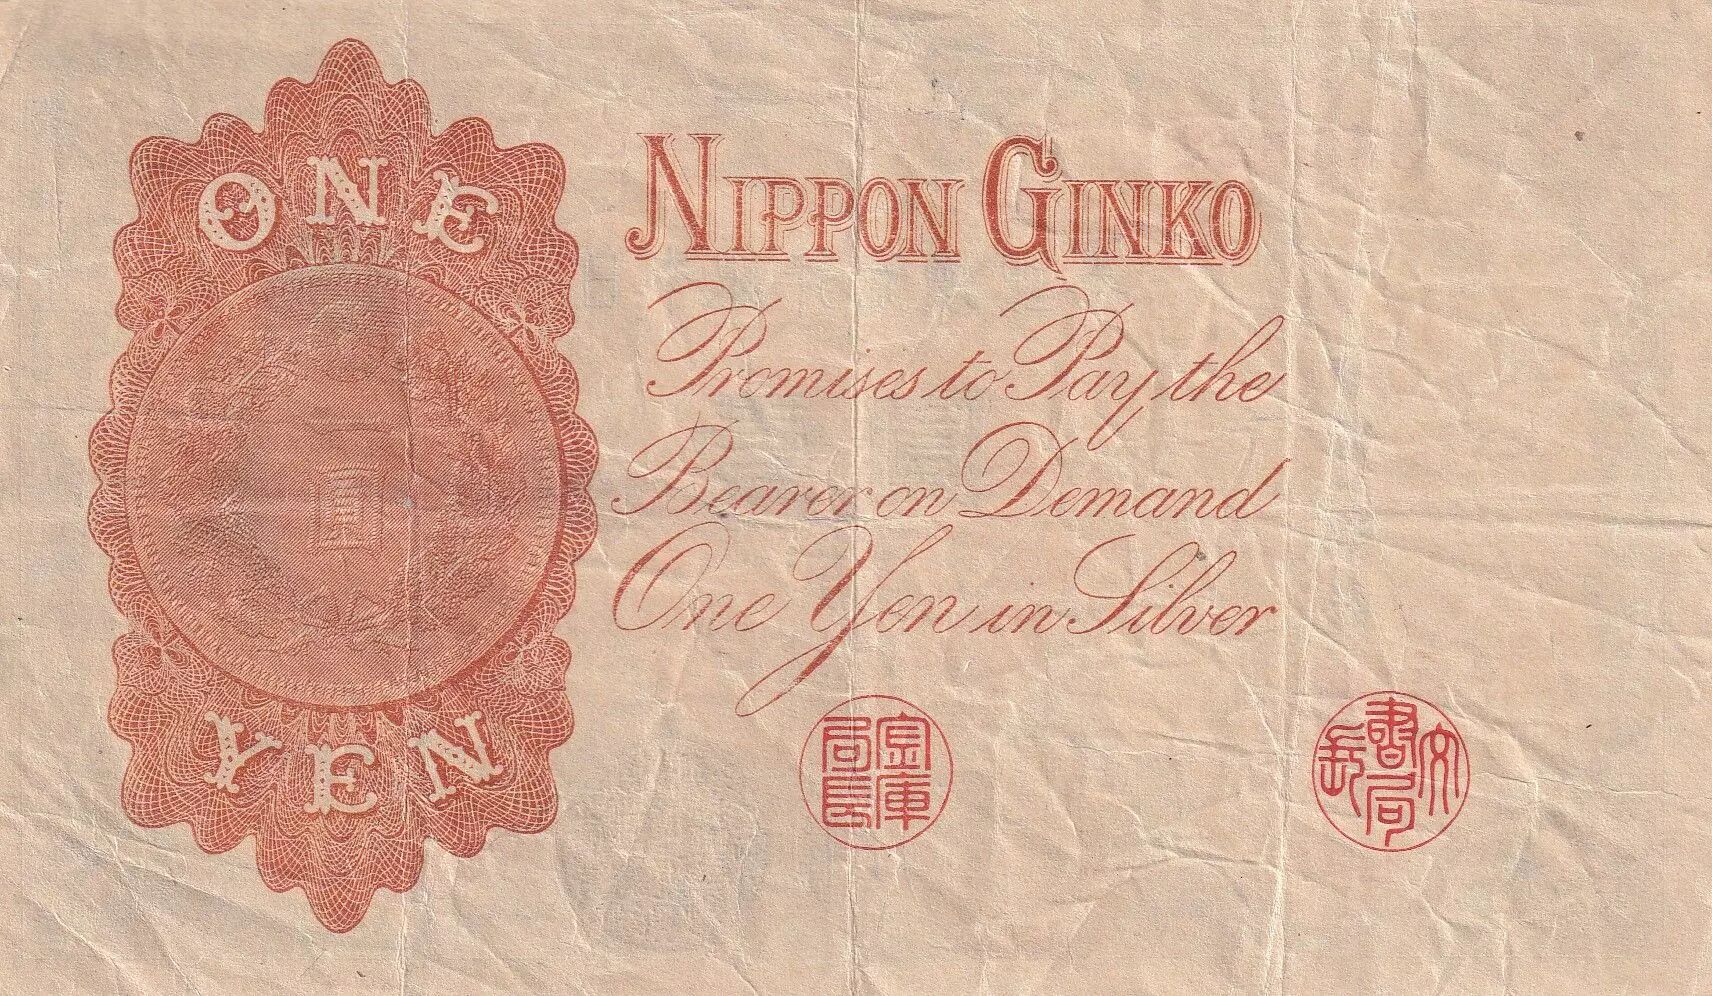 ONE
YEN
NIPPON GINKO
Promises to Pay the
Bearer on Demand
One Yen in Silver
金庫
局長
文
書局
長